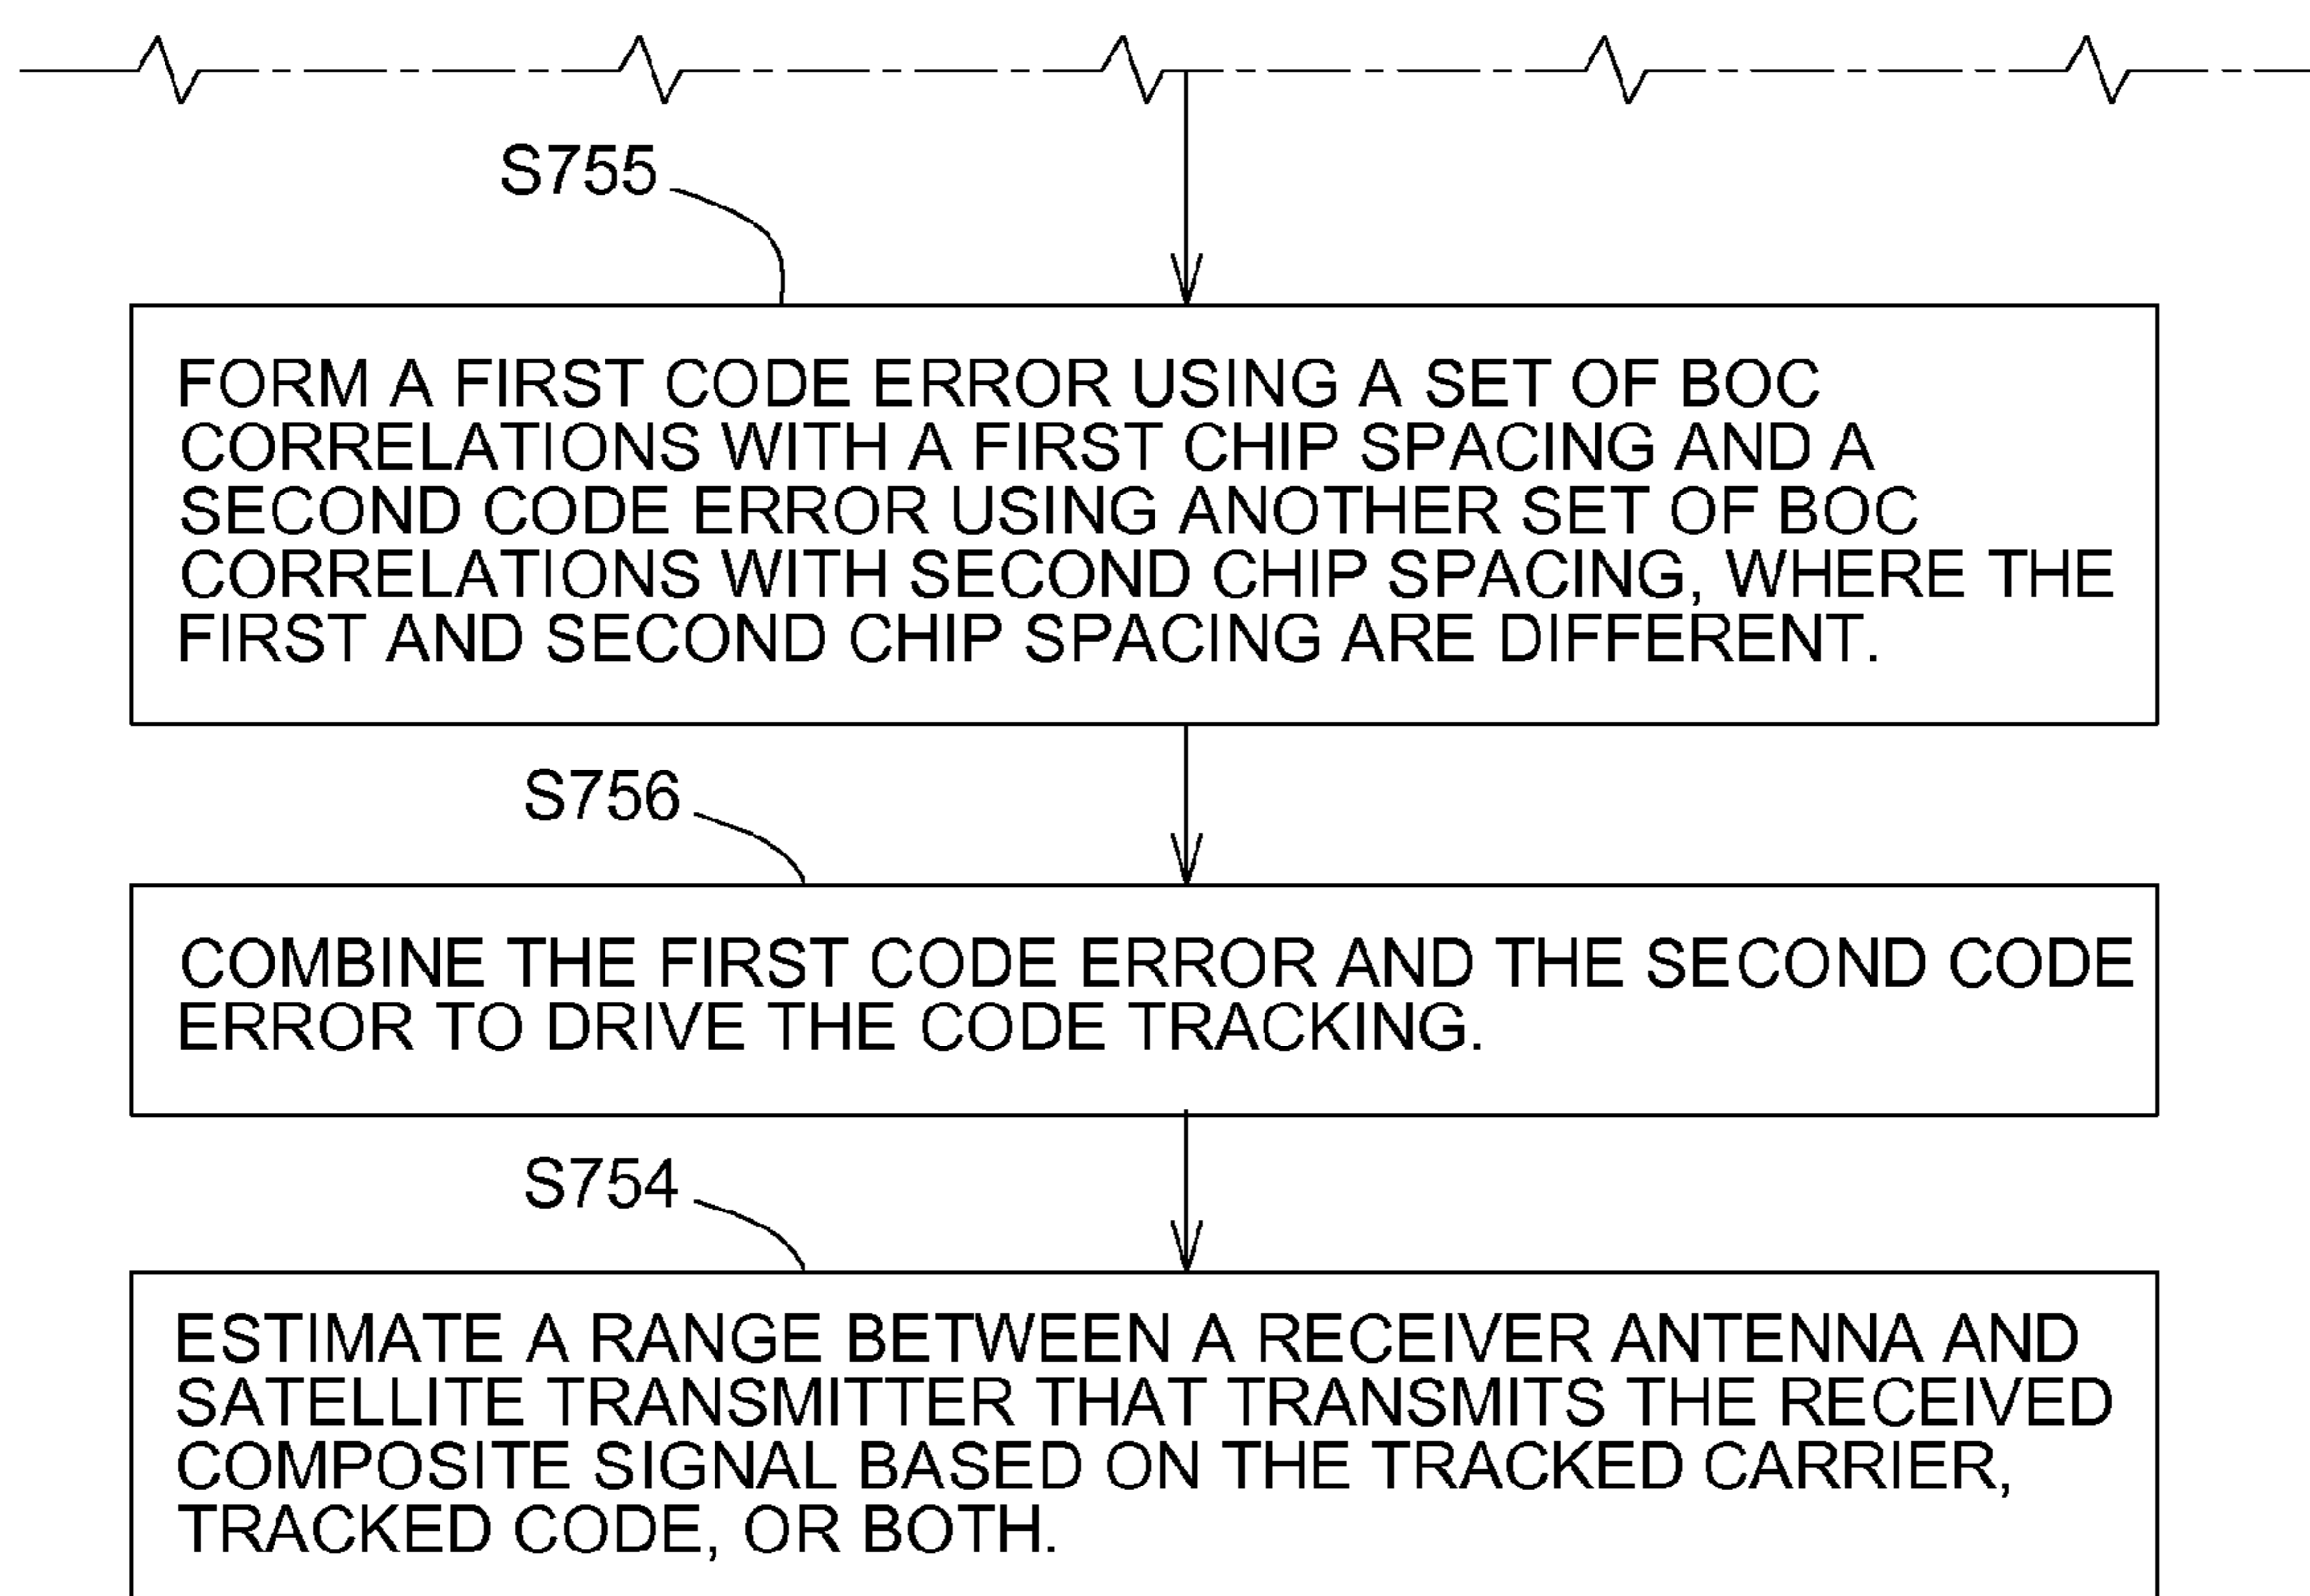 S755
FORM A FIRST CODE ERROR USING A SET OF BOC
CORRELATIONS WITH A FIRST CHIP SPACING AND A
SECOND CODE ERROR USING ANOTHER SET OF BOC
CORRELATIONS WITH SECOND CHIP SPACING, WHERE THE
FIRST AND SECOND CHIP SPACING ARE DIFFERENT.
S756
COMBINE THE FIRST CODE ERROR AND THE SECOND CODE
ERROR TO DRIVE THE CODE TRACKING.
S754
ESTIMATE A RANGE BETWEEN A RECEIVER ANTENNA AND
SATELLITE TRANSMITTER THAT TRANSMITS THE RECEIVED
COMPOSITE SIGNAL BASED ON THE TRACKED CARRIER,
TRACKED CODE, OR BOTH.